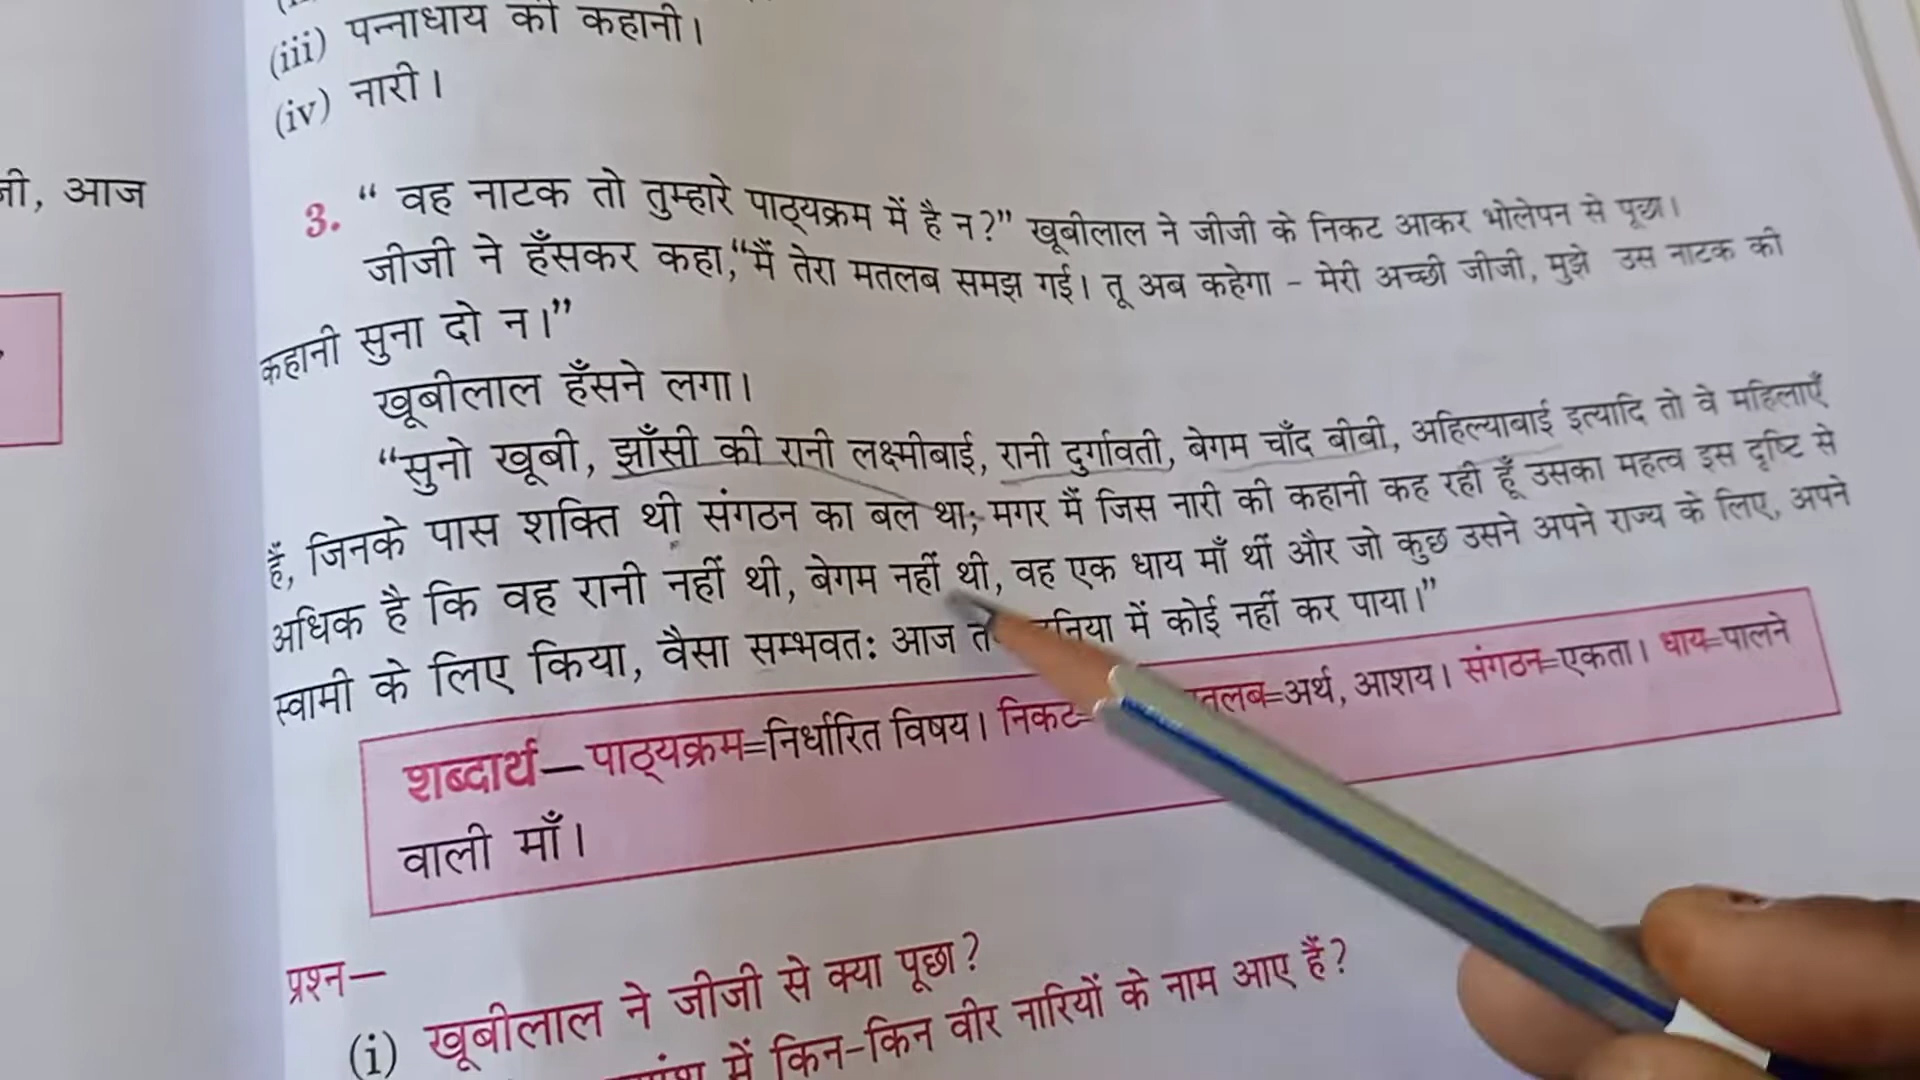 (iii) पन्नाधाय की कहानी।
(iv) नारी।
जी, आज
3. “ वह नाटक तो तुम्हारे पाठ्यक्रम में है न?” खूबीलाल ने जीजी के निकट आकर भोलेपन से पूछा।
जीजी ने हँसकर कहा,“मैं तेरा मतलब समझ गई। तू अब कहेगा - मेरी अच्छी जीजी, मुझे उस नाटक की
कहानी सुना दो न।”
खूबीलाल हँसने लगा।
“सुनो खूबी, झाँसी की रानी लक्ष्मीबाई, रानी दुर्गावती, बेगम चाँद बीबी, अहिल्याबाई इत्यादि तो वे महिलाएँ
हैं, जिनके पास शक्ति थी संगठन का बल था; मगर मैं जिस नारी की कहानी कह रही हूँ उसका महत्व इस दृष्टि से
अधिक है कि वह रानी नहीं थी, बेगम नहीं थी, वह एक धाय माँ थीं और जो कुछ उसने अपने राज्य के लिए, अपने
स्वामी के लिए किया, वैसा सम्भवतः आज में कोई नहीं कर पाया।”
शब्दार्थ—पाठ्यक्रम=निर्धारित विषय। निकट= =अर्थ, आशय। संगठन=एकता। धाय=पालने
वाली माँ।
प्रश्न—
(i) खूबीलाल ने जीजी से क्या पूछा?
में किन-किन वीर नारियों के नाम आए हैं?